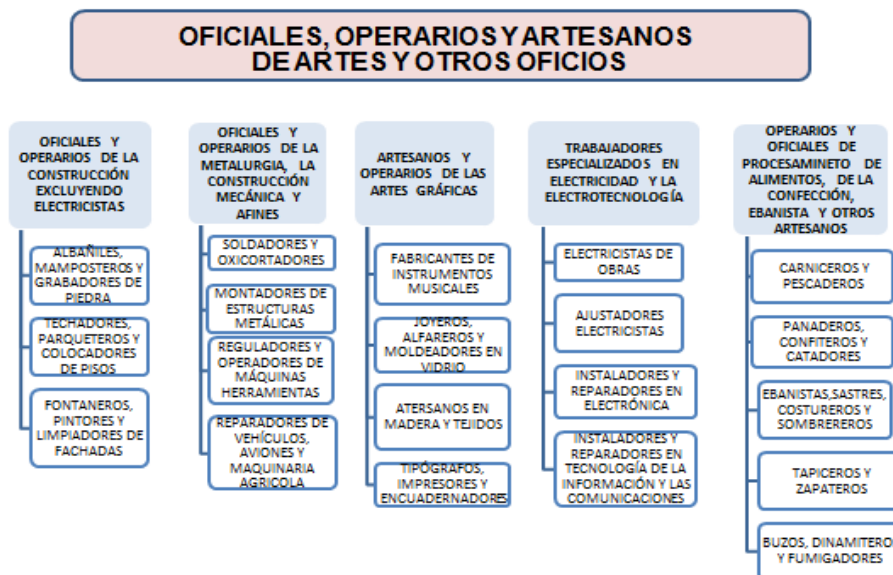 OFICIALES, OPERARIOS Y ARTESANOS
DE ARTES Y OTROS OFICIOS
OFICIALES Y
OPERARIOS DE LA
CONSTRUCCIÓN
EXCLUYENDO
ELECTRICISTAS
ALBAÑILES,
MAMPOSTEROS Y
GRABADORES DE
PIEDRA
TECHADORES,
PARQUETEROS Y
COLOCADORES
DE PISOS
FONTANEROS,
PINTORES Y
LIMPIADORES DE
FACHADAS
OFICIALES Y
OPERARIOS DE LA
METALURGIA, LA
CONSTRUCCIÓN
MECÁNICA Y
AFINES
SOLDADORES Y
OXICORTADORES
MONTADORES DE
ESTRUCTURAS
METÁLICAS
REGULADORES Y
OPERADORES DE
MÁQUINAS
HERRAMIENTAS
REPARADORES DE
VEHÍCULOS,
AVIONES Y
MAQUINARIA
AGRICOLA
ARTESANOS Y
OPERARIOS DE LAS
ARTES GRÁFICAS
FABRICANTES DE
INSTRUMENTOS
MUSICALES
JOYEROS,
ALFAREROS Y
MOLDEADORES EN
VIDRIO
ATERSANOS EN
MADERA Y TEJIDOS
TIPÓGRAFOS,
IMPRESORES Y
ENCUADERNADORES
TRABAJADORES
ESPECIALIZADOS EN
ELECTRICIDAD Y LA
ELECTROTECNOLOGÍA
ELECTRICISTAS DE
OBRAS
AJUSTADORES
ELECTRICISTAS
INSTALADORES Y
REPARADORES EN
ELECTRÓNICA
INSTALADORES Y
REPARADORES EN
TECNOLOGÍA DE LA
INFORMACIÓN Y LAS
COMUNICACIONES
OPERARIOS Y
OFICIALES DE
PROCESAMINETO DE
ALIMENTOS, DE LA
CONFECCIÓN,
EBANISTA Y OTROS
ARTESANOS
CARNICEROS Y
PESCADEROS
PANADEROS,
CONFITEROS Y
CATADORES
EBANISTAS,SASTRES,
COSTUREROS Y
SOMBREREROS
TAPICEROS Y
ZAPATEROS
BUZOS, DINAMITERO
Y FUMIGADORES